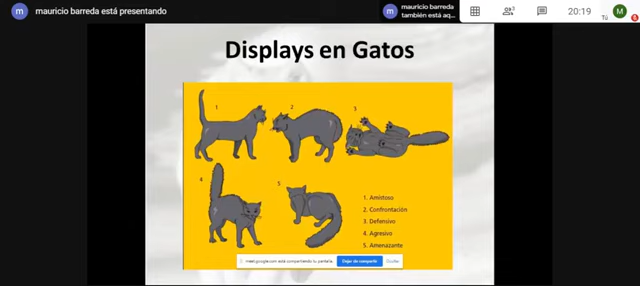 m mauricio barreda está presentando
m mauricio barreda
también está aq...
3
20:19
Tú
M
Displays en Gatos
1
2
3
4
5
1. Amistoso
2. Confrontación
3. Defensivo
4. Agresivo
5. Amenazante
meet.google.com está compartiendo tu pantalla.
Dejar de compartir
Ocultar